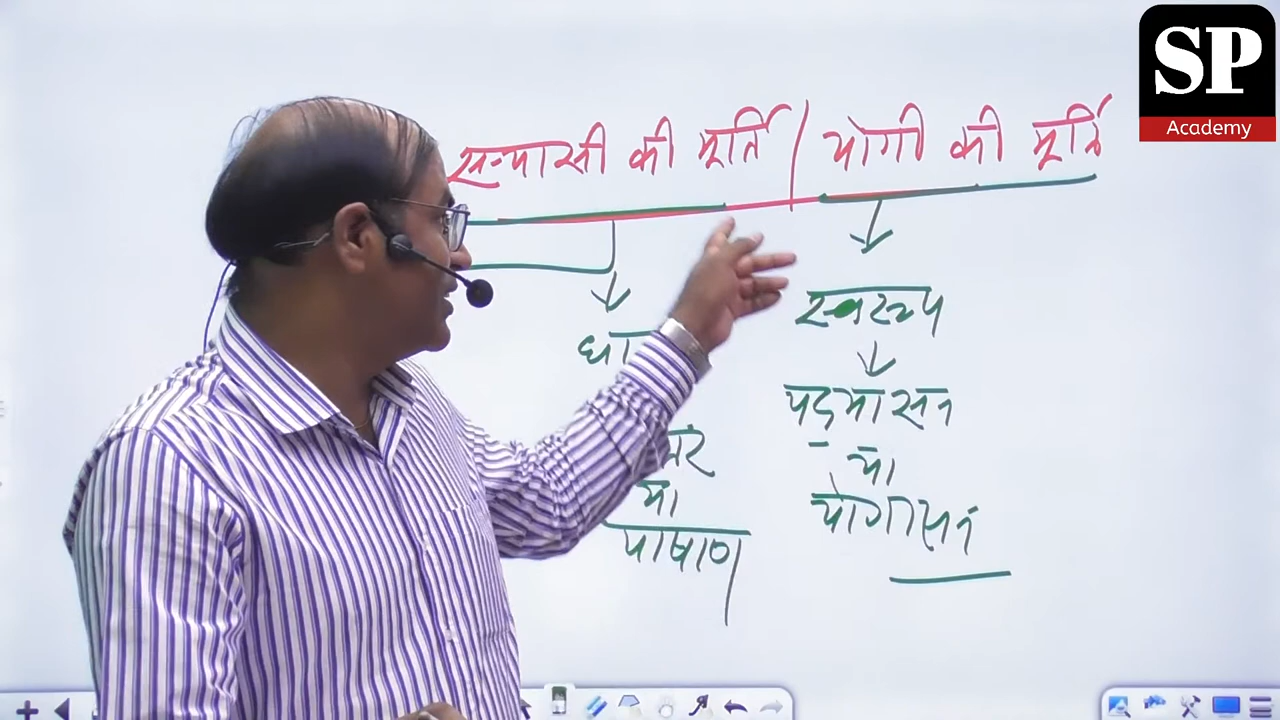 SP
Academy
सन्यासी की मूर्ति / योगी की मूर्ति
स्वरूप
पद्मासन
या
योगासन
या
पाषाण